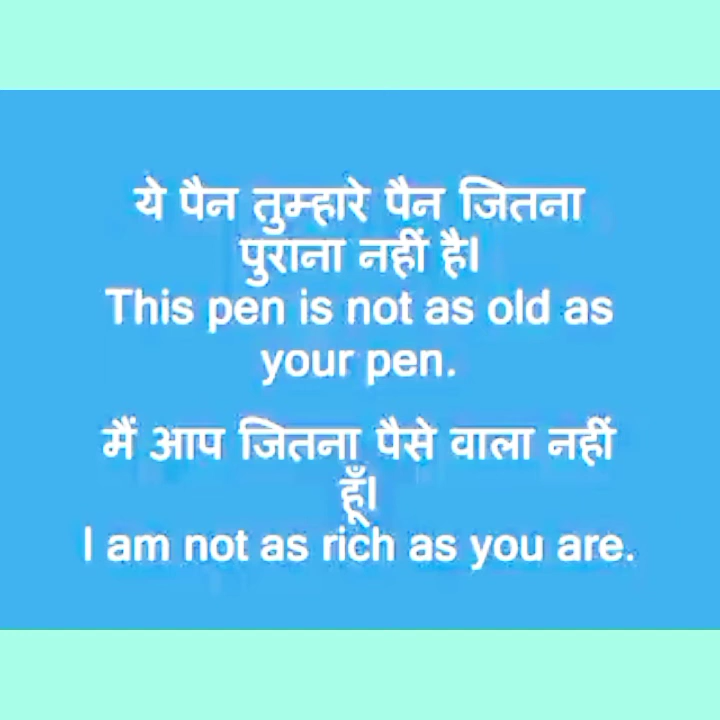 ये पैन तुम्हारे पैन जितना
पुराना नहीं है।
This pen is not as old as
your pen.
मैं आप जितना पैसे वाला नहीं
हूँ।
I am not as rich as you are.